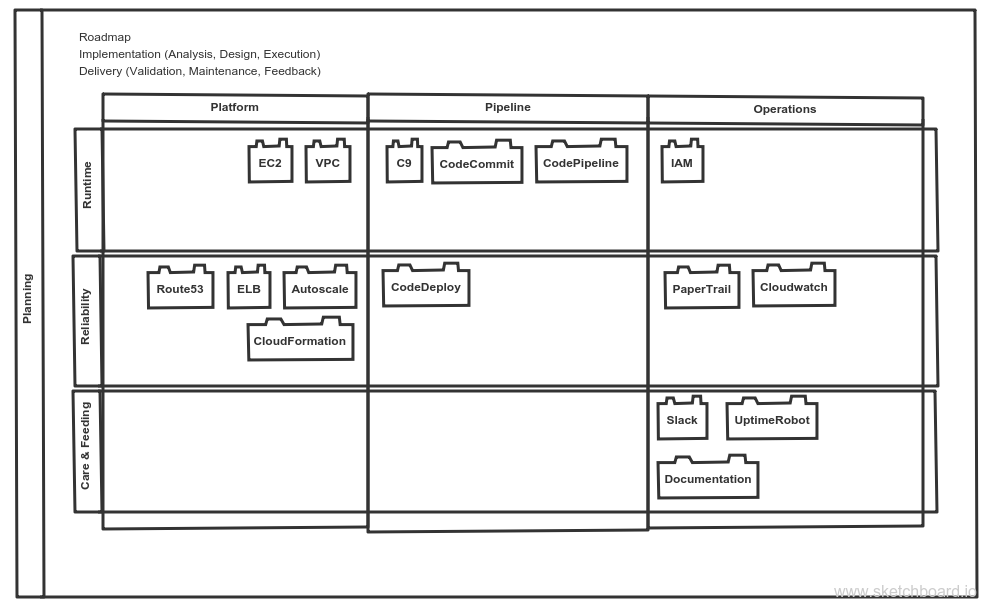 Roadmap
Implementation (Analysis, Design, Execution)
Delivery (Validation, Maintenance, Feedback)
Platform
Pipeline
Operations
Planning
Runtime
EC2
VPC
C9
CodeCommit
CodePipeline
IAM
Reliability
Route53
ELB
Autoscale
CloudFormation
CodeDeploy
PaperTrail
Cloudwatch
Care & Feeding
Slack
UptimeRobot
Documentation
www.sketchboard.io